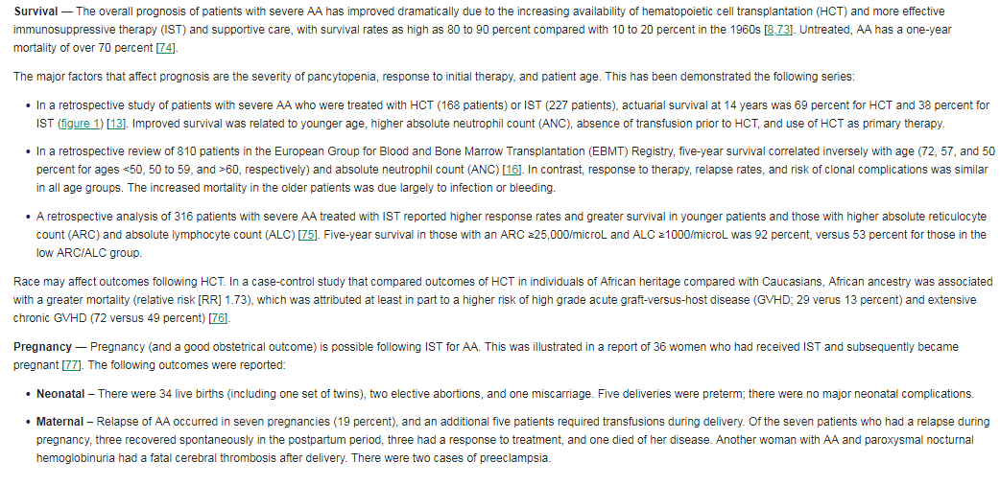 Survival — The overall prognosis of patients with severe AA has improved dramatically due to the increasing availability of hematopoietic cell transplantation (HCT) and more effective
immunosuppressive therapy (IST) and supportive care, with survival rates as high as 80 to 90 percent compared with 10 to 20 percent in the 1960s [8,73]. Untreated, AA has a one-year
mortality of over 70 percent [74].
The major factors that affect prognosis are the severity of pancytopenia, response to initial therapy, and patient age. This has been demonstrated the following series:
• In a retrospective study of patients with severe AA who were treated with HCT (168 patients) or IST (227 patients), actuarial survival at 14 years was 69 percent for HCT and 38 percent for
IST (figure 1) [13]. Improved survival was related to younger age, higher absolute neutrophil count (ANC), absence of transfusion prior to HCT, and use of HCT as primary therapy.
• In a retrospective review of 810 patients in the European Group for Blood and Bone Marrow Transplantation (EBMT) Registry, five-year survival correlated inversely with age (72, 57, and 50
percent for ages <50, 50 to 59, and >60, respectively) and absolute neutrophil count (ANC) [16]. In contrast, response to therapy, relapse rates, and risk of clonal complications was similar
in all age groups. The increased mortality in the older patients was due largely to infection or bleeding.
• A retrospective analysis of 316 patients with severe AA treated with IST reported higher response rates and greater survival in younger patients and those with higher absolute reticulocyte
count (ARC) and absolute lymphocyte count (ALC) [75]. Five-year survival in those with an ARC ≥25,000/microL and ALC ≥1000/microL was 92 percent, versus 53 percent for those in the
low ARC/ALC group.
Race may affect outcomes following HCT. In a case-control study that compared outcomes of HCT in individuals of African heritage compared with Caucasians, African ancestry was associated
with a greater mortality (relative risk [RR] 1.73), which was attributed at least in part to a higher risk of high grade acute graft-versus-host disease (GVHD; 29 verus 13 percent) and extensive
chronic GVHD (72 versus 49 percent) [76].
Pregnancy — Pregnancy (and a good obstetrical outcome) is possible following IST for AA. This was illustrated in a report of 36 women who had received IST and subsequently became
pregnant [77]. The following outcomes were reported:
• Neonatal – There were 34 live births (including one set of twins), two elective abortions, and one miscarriage. Five deliveries were preterm; there were no major neonatal complications.
• Maternal – Relapse of AA occurred in seven pregnancies (19 percent), and an additional five patients required transfusions during delivery. Of the seven patients who had a relapse during
pregnancy, three recovered spontaneously in the postpartum period, three had a response to treatment, and one died of her disease. Another woman with AA and paroxysmal nocturnal
hemoglobinuria had a fatal cerebral thrombosis after delivery. There were two cases of preeclampsia.